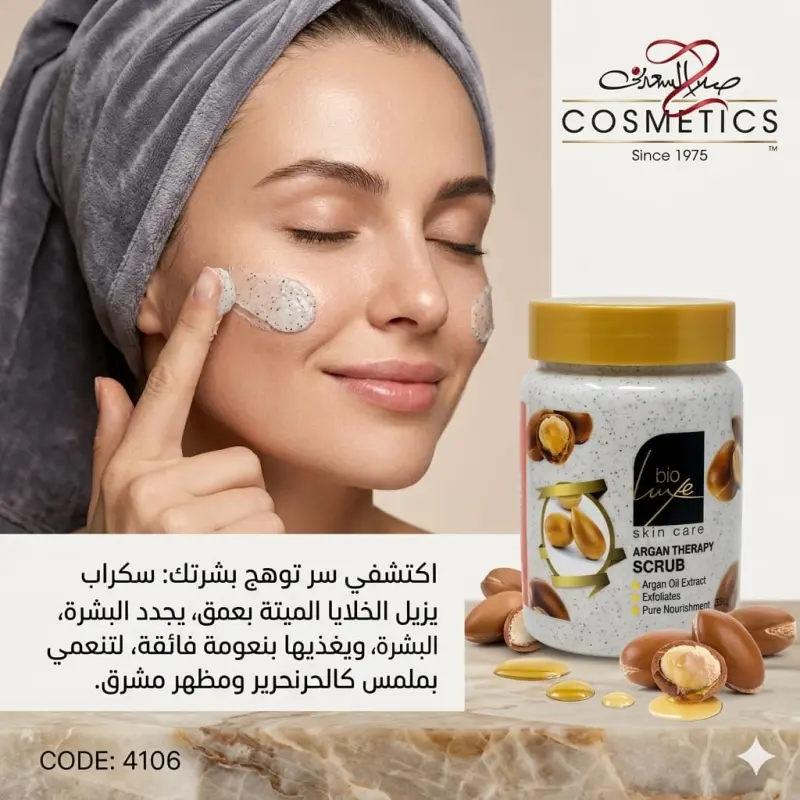 COSMETICS
Since 1975
TM
bio
luxe
skin care
ARGAN THERAPY
SCRUB
Argan Oil Extract
Exfoliates
Pure Nourishment
اكتشفي سر توهج بشرتك: سكراب
يزيل الخلايا الميتة بعمق، يجدد البشرة،
البشرة، ويغذيها بنعومة فائقة، لتنعمي
بملمس كالحرنحرير ومظهر مشرق.
CODE: 4106